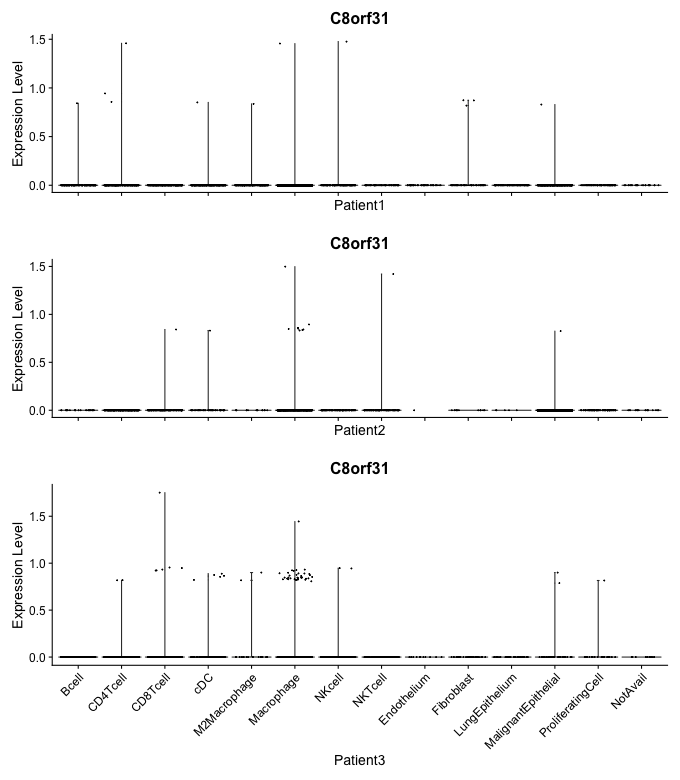 C8orf31
Expression Level
1.5
1.0
0.5
0.0
Patient1
C8orf31
Expression Level
1.5
1.0
0.5
0.0
Patient2
C8orf31
Expression Level
1.5
1.0
0.5
0.0
Bcell
CD4Tcell
CD8Tcell
cDC
M2Macrophage
Macrophage
NKcell
NKTcell
Endothelium
Fibroblast
LungEpithelium
MalignantEpithelial
ProliferatingCell
NotAvail
Patient3